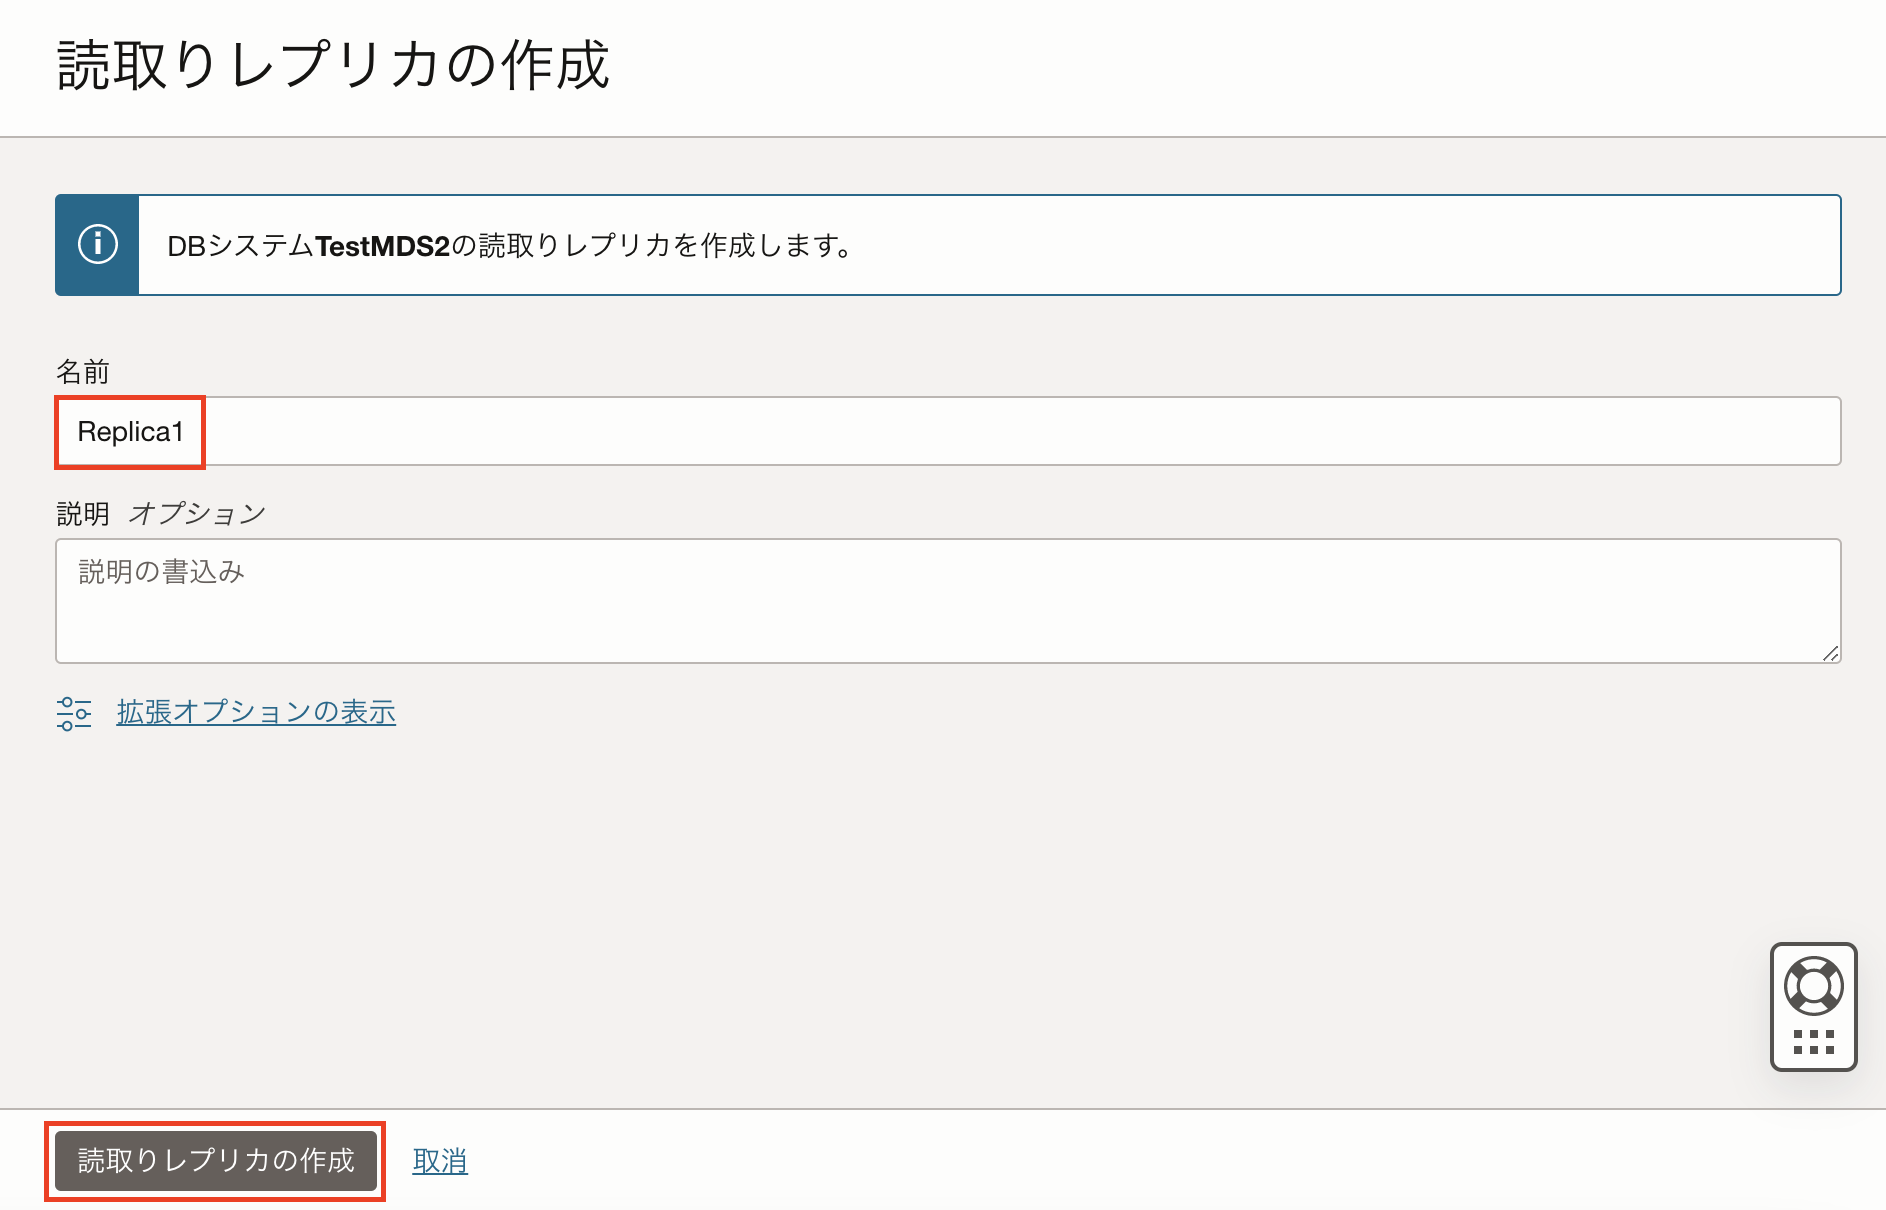 読取りレプリカの作成
DBシステムTestMDS2の読取りレプリカを作成します。
名前
Replica1
説明 オプション
説明の書込み
拡張オプションの表示
読取りレプリカの作成 取消